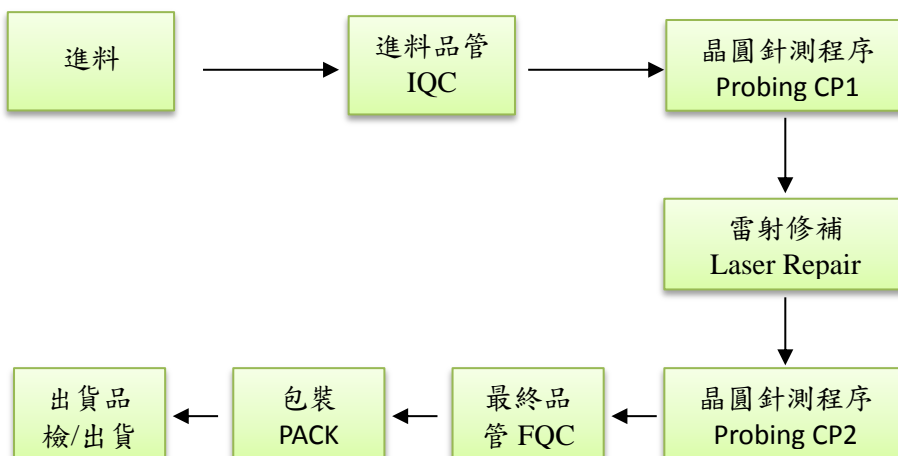 進料
進料品管
IQC
晶圓針測程序
Probing CP1
雷射修補
Laser Repair
晶圓針測程序
Probing CP2
最終品
管 FQC
包裝
PACK
出貨品
檢/出貨